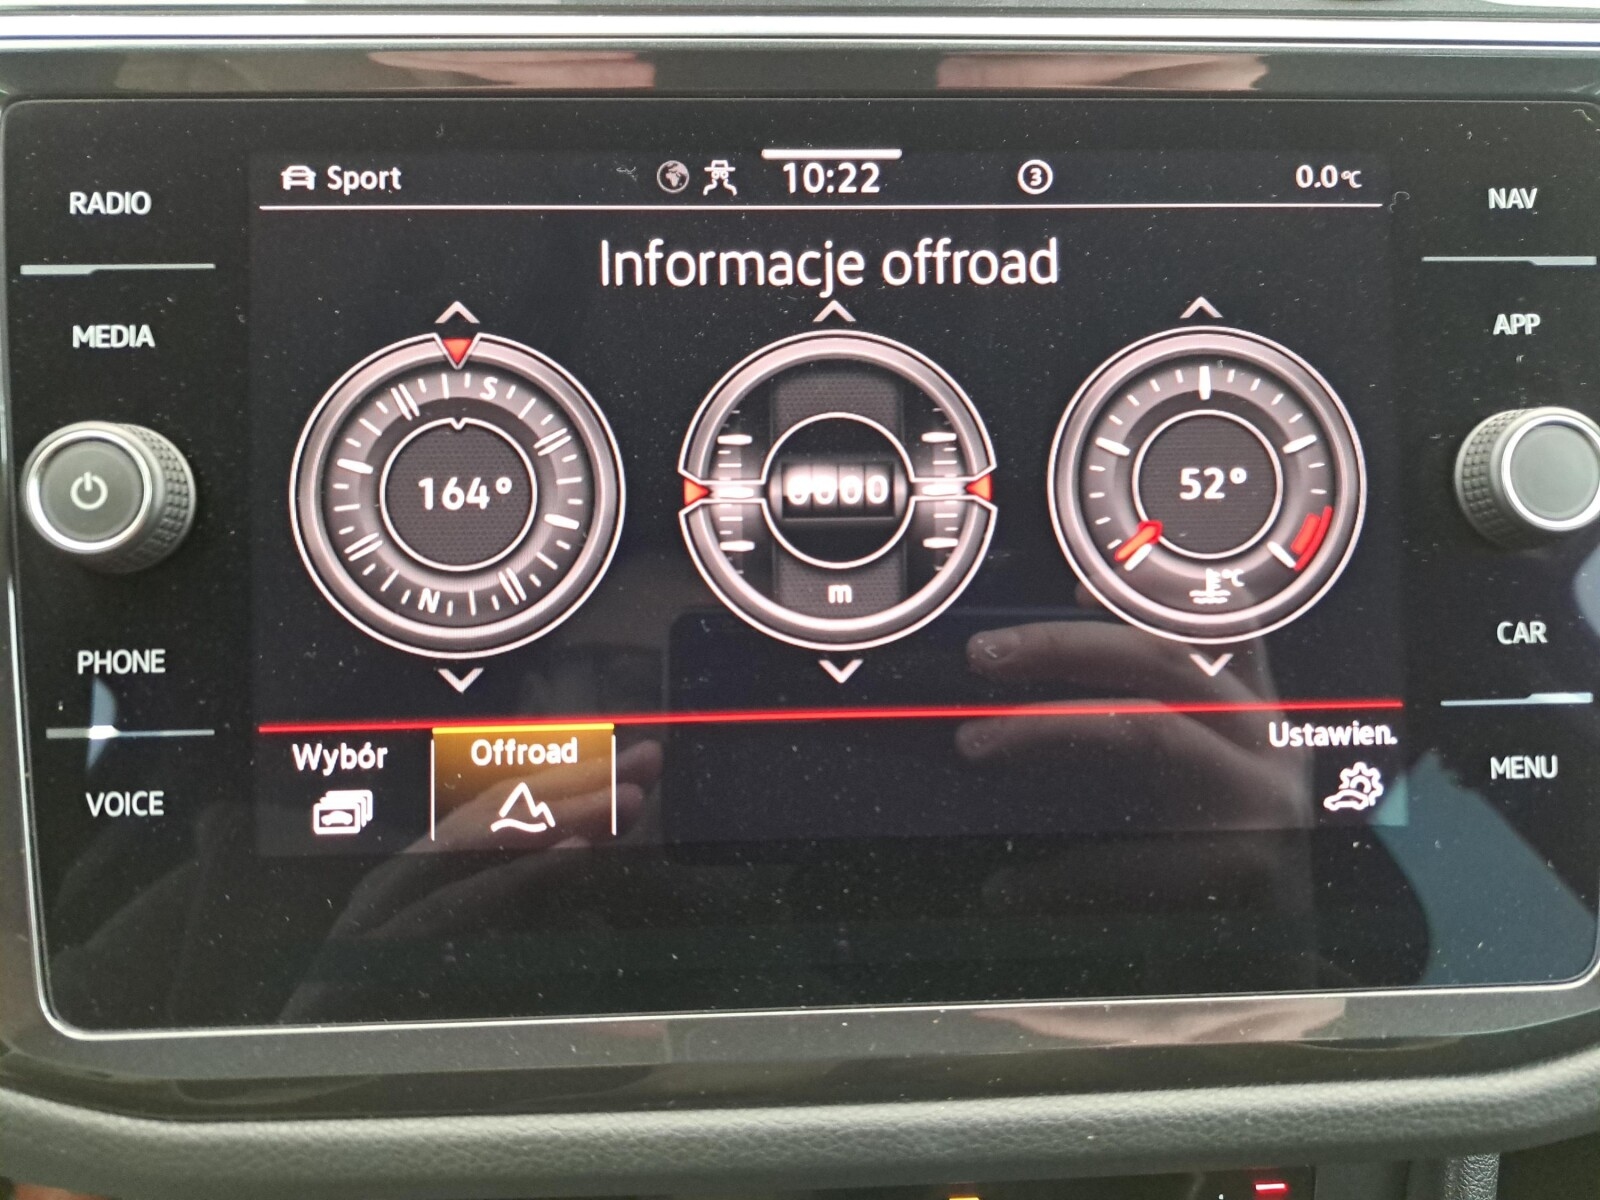 RADIO
MEDIA
PHONE
VOICE
Sport
10:22
3
0.0°C
Informacje offroad
S
164°
N
0000
m
52°
°C
Wybór
Offroad
Ustawien.
NAV
APP
CAR
MENU